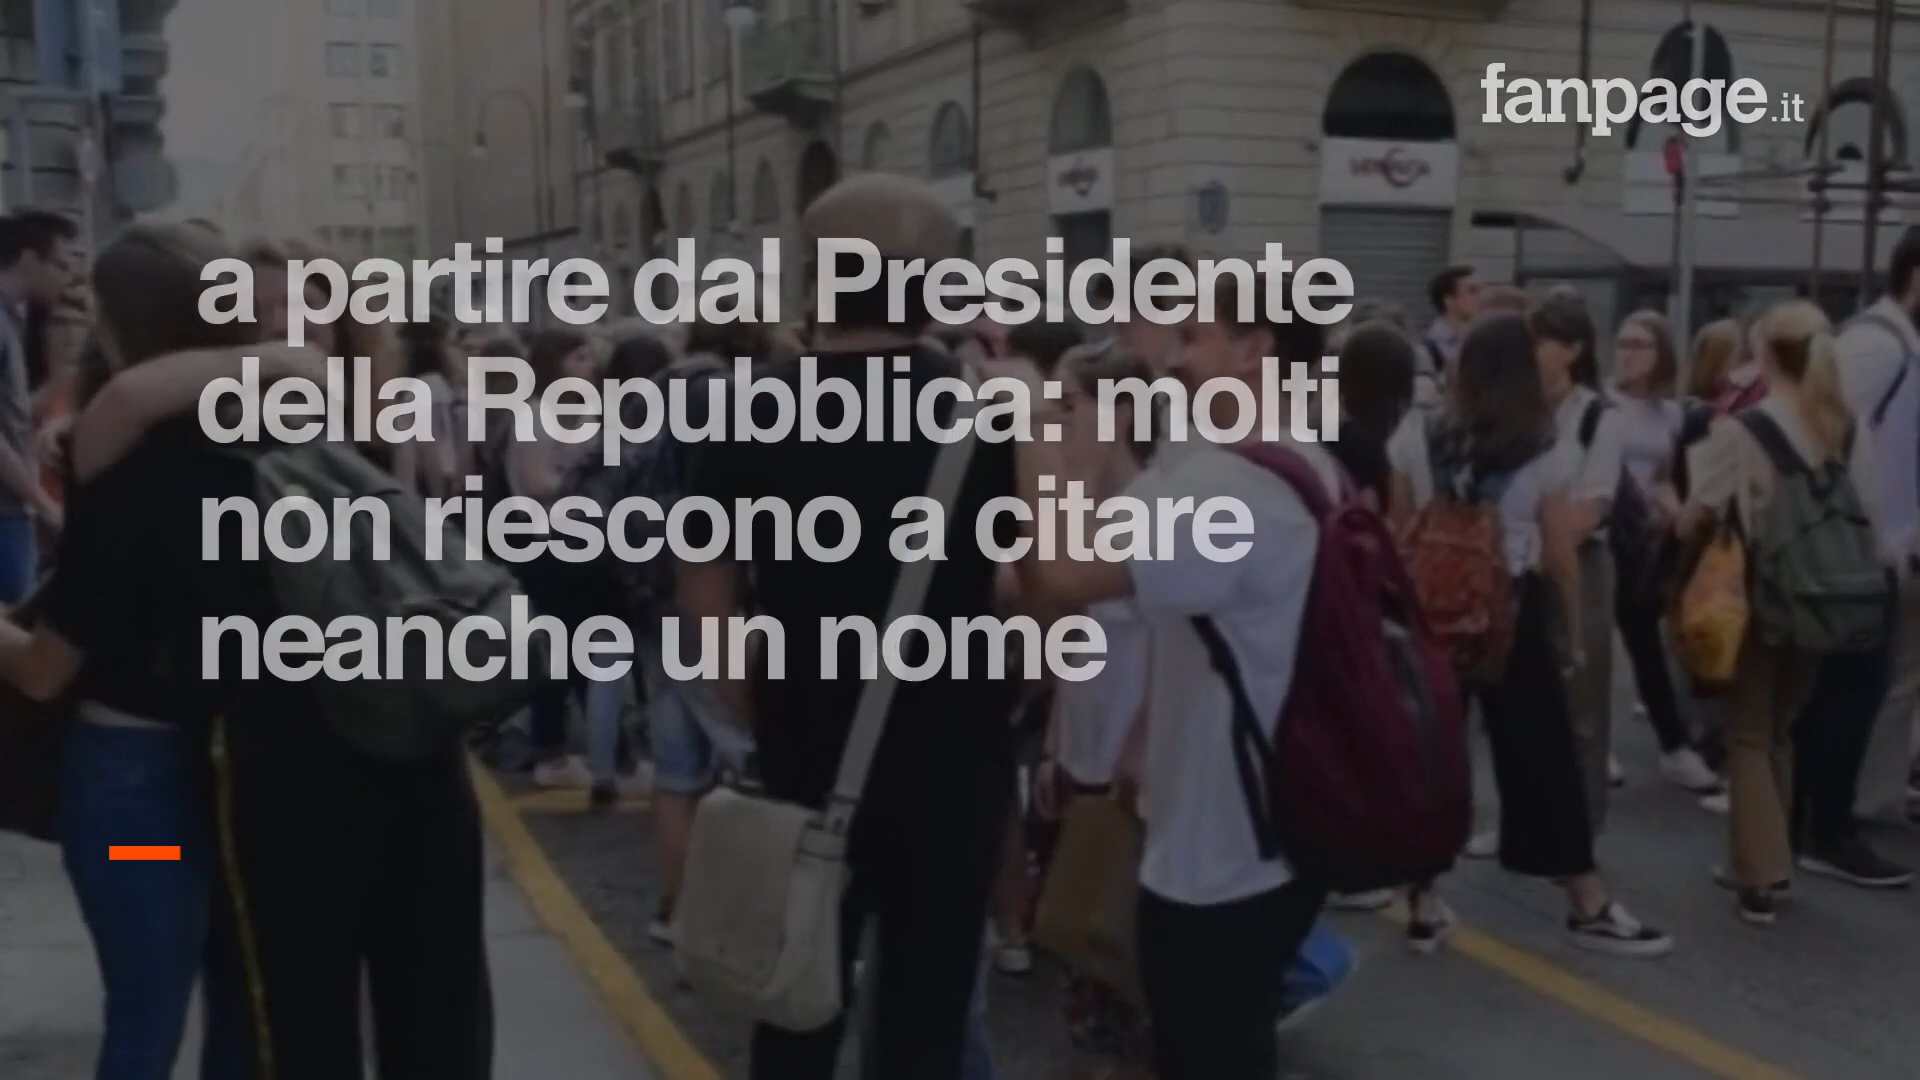 fanpage.it
a partire dal Presidente
della Repubblica: molti
non riescono a citare
neanche un nome